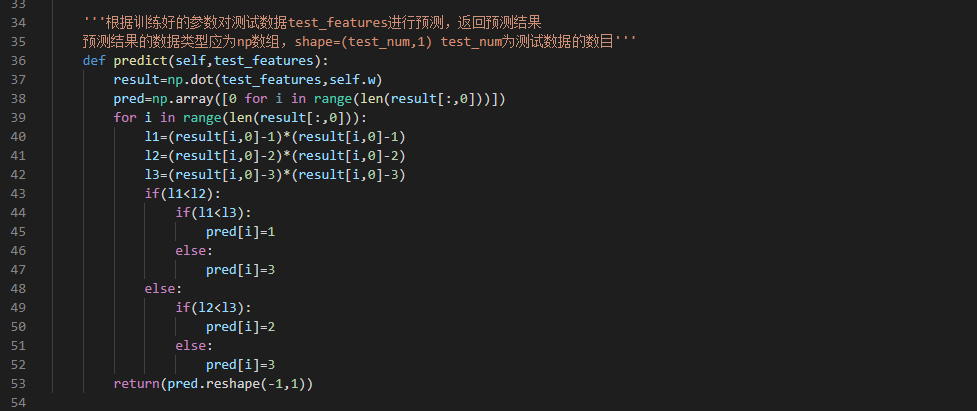 33
34 '''根据训练好的参数对测试数据test_features进行预测，返回预测结果
35 预测结果的数据类型应为np数组，shape=(test_num,1) test_num为测试数据的数目'''
36 def predict(self,test_features):
37 result=np.dot(test_features,self.w)
38 pred=np.array([0 for i in range(len(result[:,0]))])
39 for i in range(len(result[:,0])):
40 l1=(result[i,0]-1)*(result[i,0]-1)
41 l2=(result[i,0]-2)*(result[i,0]-2)
42 l3=(result[i,0]-3)*(result[i,0]-3)
43 if(l1<l2):
44 if(l1<l3):
45 pred[i]=1
46 else:
47 pred[i]=3
48 else:
49 if(l2<l3):
50 pred[i]=2
51 else:
52 pred[i]=3
53 return(pred.reshape(-1,1))
54